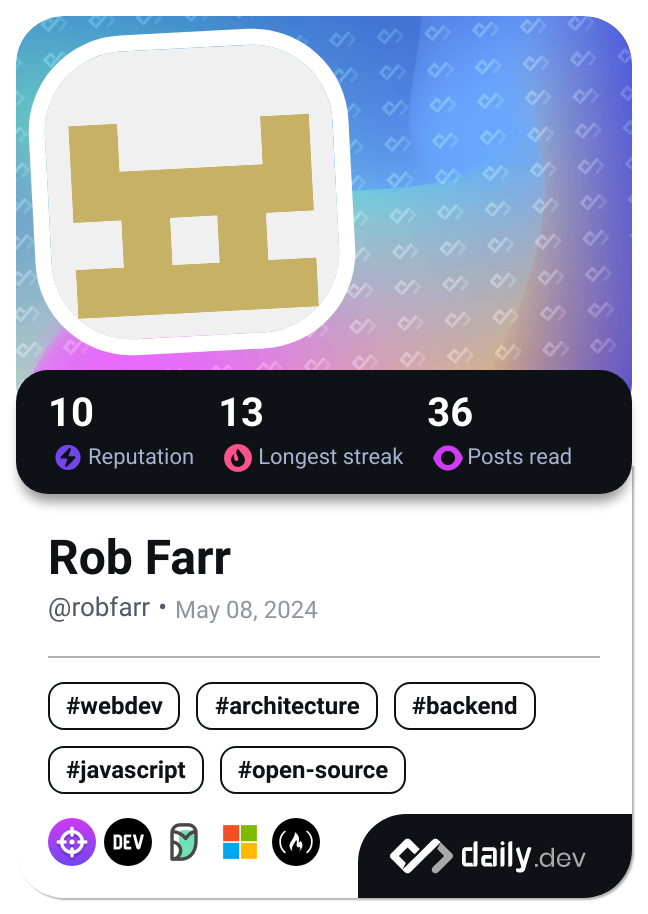 10 13 36
Reputation Longest streak Posts read
Rob Farr
@robfarr • May 08, 2024
#webdev #architecture #backend
#javascript #open-source
DEV
daily.dev